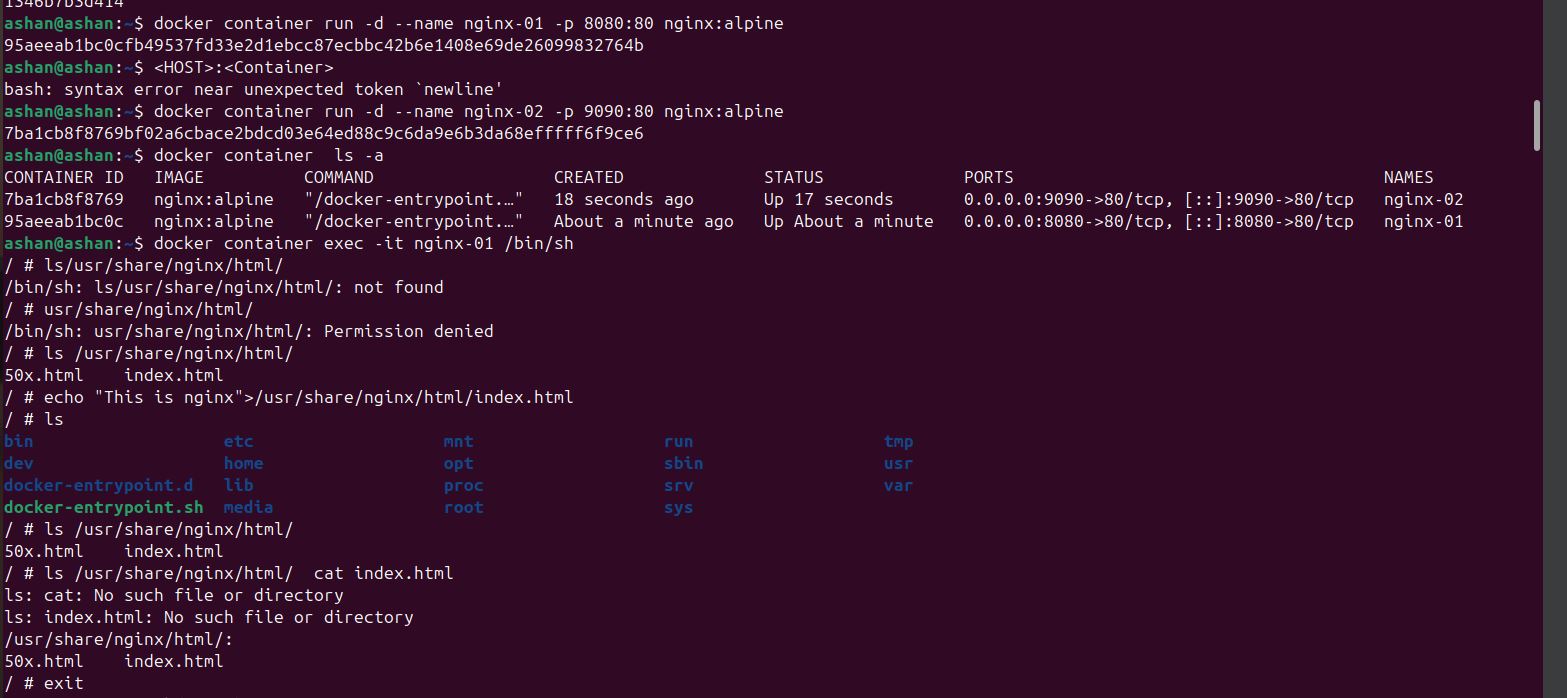 1346b7b3d414
ashan@ashan:~$ docker container run -d --name nginx-01 -p 8080:80 nginx:alpine
95aeeab1bc0cfb49537fd33e2d1ebcc87ecbbc42b6e1408e69de26099832764b
ashan@ashan:~$ <HOST>:<Container>
bash: syntax error near unexpected token `newline'
ashan@ashan:~$ docker container run -d --name nginx-02 -p 9090:80 nginx:alpine
7ba1cb8f8769bf02a6cbace2bdcd03e64ed88c9c6da9e6b3da68efffff6f9ce6
ashan@ashan:~$ docker container  ls -a
CONTAINER ID   IMAGE          COMMAND                  CREATED              STATUS              PORTS                                     NAMES
7ba1cb8f8769   nginx:alpine   "/docker-entrypoint.…"   18 seconds ago       Up 17 seconds       0.0.0.0:9090->80/tcp, [::]:9090->80/tcp   nginx-02
95aeeab1bc0c   nginx:alpine   "/docker-entrypoint.…"   About a minute ago   Up About a minute   0.0.0.0:8080->80/tcp, [::]:8080->80/tcp   nginx-01
ashan@ashan:~$ docker container exec -it nginx-01 /bin/sh
/ # ls/usr/share/nginx/html/
/bin/sh: ls/usr/share/nginx/html/: not found
/ # usr/share/nginx/html/
/bin/sh: usr/share/nginx/html/: Permission denied
/ # ls /usr/share/nginx/html/
50x.html    index.html
/ # echo "This is nginx">/usr/share/nginx/html/index.html
/ # ls
bin                   etc                   mnt                   run                   tmp
dev                   home                  opt                   sbin                  usr
docker-entrypoint.d   lib                   proc                  srv                   var
docker-entrypoint.sh  media                 root                  sys
/ # ls /usr/share/nginx/html/
50x.html    index.html
/ # ls /usr/share/nginx/html/  cat index.html
ls: cat: No such file or directory
ls: index.html: No such file or directory
/usr/share/nginx/html/:
50x.html    index.html
/ # exit